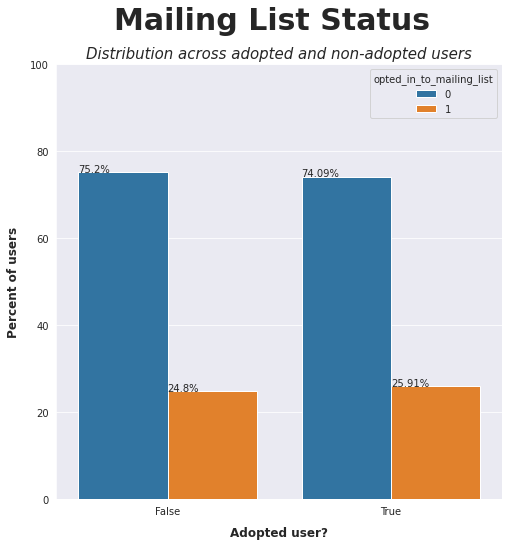 Mailing List Status
Distribution across adopted and non-adopted users
opted_in_to_mailing_list
0
1
100
80
60
40
20
0
Percent of users
75.2%
24.8%
74.09%
25.91%
False
True
Adopted user?